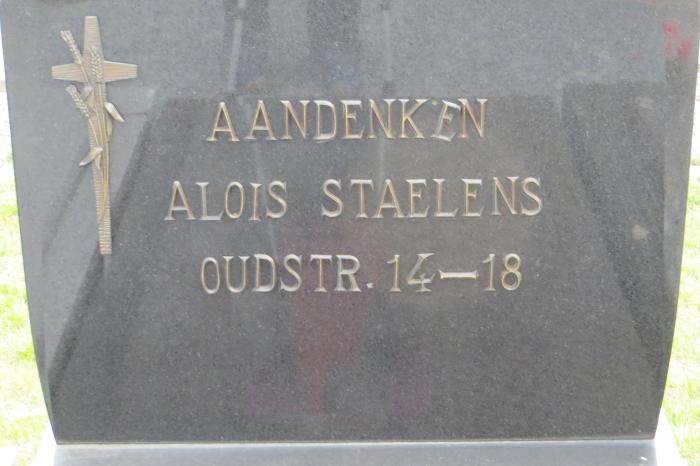 AANDENKEN
ALOIS STAELENS
OUDSTR. 14-18